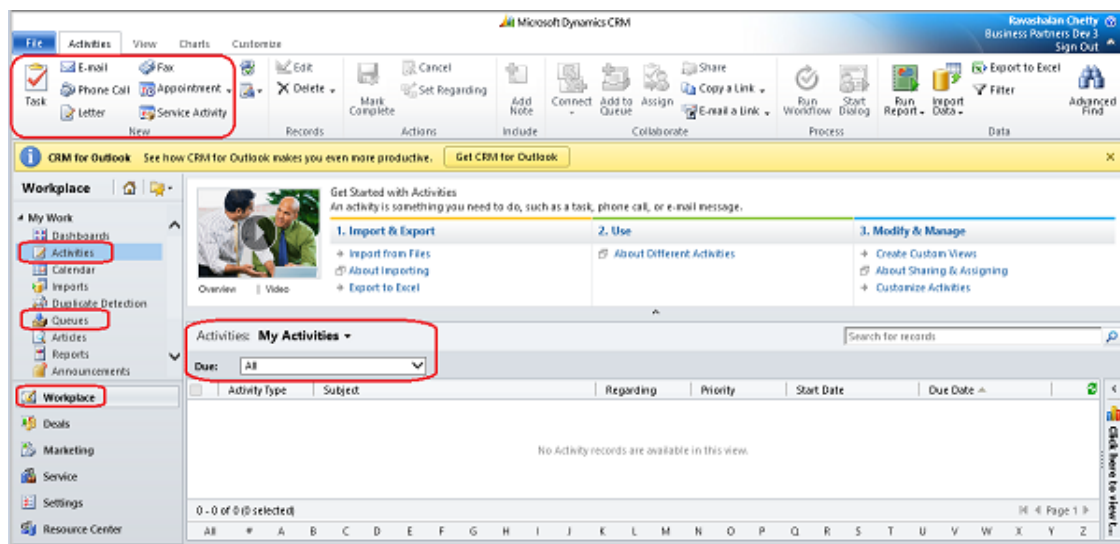 Microsoft Dynamics CRM
Ravashalan Chetty
Business Partners Dev 3
Sign Out
File Activities View Charts Customize
Task
E-mail Fax
Phone Call Appointment
Letter Service Activity
New
Edit
Delete
Records
Mark Complete
Cancel
Set Regarding
Actions
Add Note
Include
Connect
Add to Queue
Assign
Share
Copy a Link
E-mail a Link
Collaborate
Run Workflow
Start Dialog
Process
Run Report
Import Data
Export to Excel
Filter
Advanced Find
Data
CRM for Outlook See how CRM for Outlook makes you even more productive. Get CRM for Outlook
Workplace
My Work
Dashboards
Activities
Calendar
Imports
Duplicate Detection
Queues
Articles
Reports
Announcements
Workplace
Deals
Marketing
Service
Settings
Resource Center
Get Started with Activities
An activity is something you need to do, such as a task, phone call, or e-mail message.
Overview | Video
1. Import & Export
Import from Files
About Importing
Export to Excel
2. Use
About Different Activities
3. Modify & Manage
Create Custom Views
About Sharing & Assigning
Customize Activities
Activities: My Activities
Search for records
Due: All
Activity Type Subject Regarding Priority Start Date Due Date
No Activity records are available in this view.
0 - 0 of 0 (0 selected)
Page 1
All # A B C D E F G H I J K L M N O P Q R S T U V W X Y Z
Click here to view t...